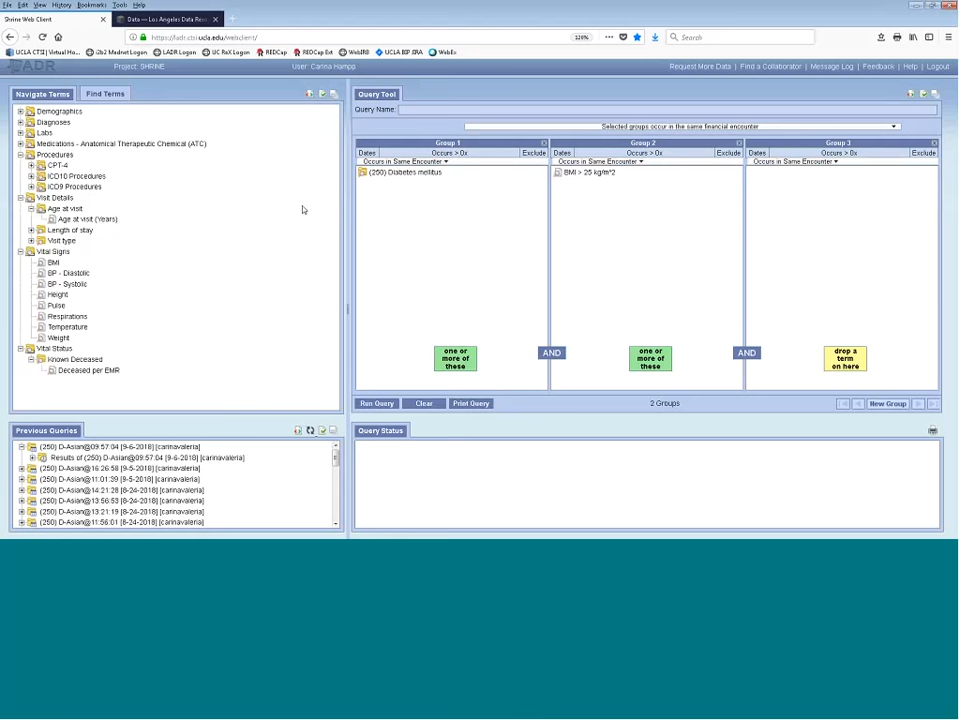 File Edit View History Bookmarks Tools Help
Shrine Web Client
Data — Los Angeles Data Res
https://ladr.ctsi.ucla.edu/webclient/
120%
Search
UCLA CTSI | Virtual Ho... i2b2 Mednet Logon LADR Logon UC ReX Logon REDCap REDCap Ext WebIRB UCLA BIP JIRA WebEx
ADR
Project: SHRINE
User: Carina Hampp
Request More Data | Find a Collaborator | Message Log | Feedback | Help | Logout
Navigate Terms
Find Terms
Demographics
Diagnoses
Labs
Medications - Anatomical Therapeutic Chemical (ATC)
Procedures
CPT-4
ICD10 Procedures
ICD9 Procedures
Visit Details
Age at visit
Age at visit (Years)
Length of stay
Visit type
Vital Signs
BMI
BP - Diastolic
BP - Systolic
Height
Pulse
Respirations
Temperature
Weight
Vital Status
Known Deceased
Deceased per EMR
Previous Queries
(250) D-Asian@09:57:04 [9-6-2018] [carinavaleria]
Results of (250) D-Asian@09:57:04 [9-6-2018] [carinavaleria]
(250) D-Asian@16:26:58 [9-5-2018] [carinavaleria]
(250) D-Asian@11:01:39 [9-5-2018] [carinavaleria]
(250) D-Asian@14:21:28 [8-24-2018] [carinavaleria]
(250) D-Asian@13:56:53 [8-24-2018] [carinavaleria]
(250) D-Asian@13:21:19 [8-24-2018] [carinavaleria]
(250) D-Asian@11:56:01 [8-24-2018] [carinavaleria]
Query Tool
Query Name:
Selected groups occur in the same financial encounter
Group 1
Group 2
Group 3
Dates Occurs > 0x Exclude
Dates Occurs > 0x Exclude
Dates Occurs > 0x Exclude
Occurs in Same Encounter
Occurs in Same Encounter
Occurs in Same Encounter
(250) Diabetes mellitus
BMI > 25 kg/m^2
one or
more of
these
AND
one or
more of
these
AND
drop a
term
on here
Run Query
Clear
Print Query
2 Groups
New Group
Query Status